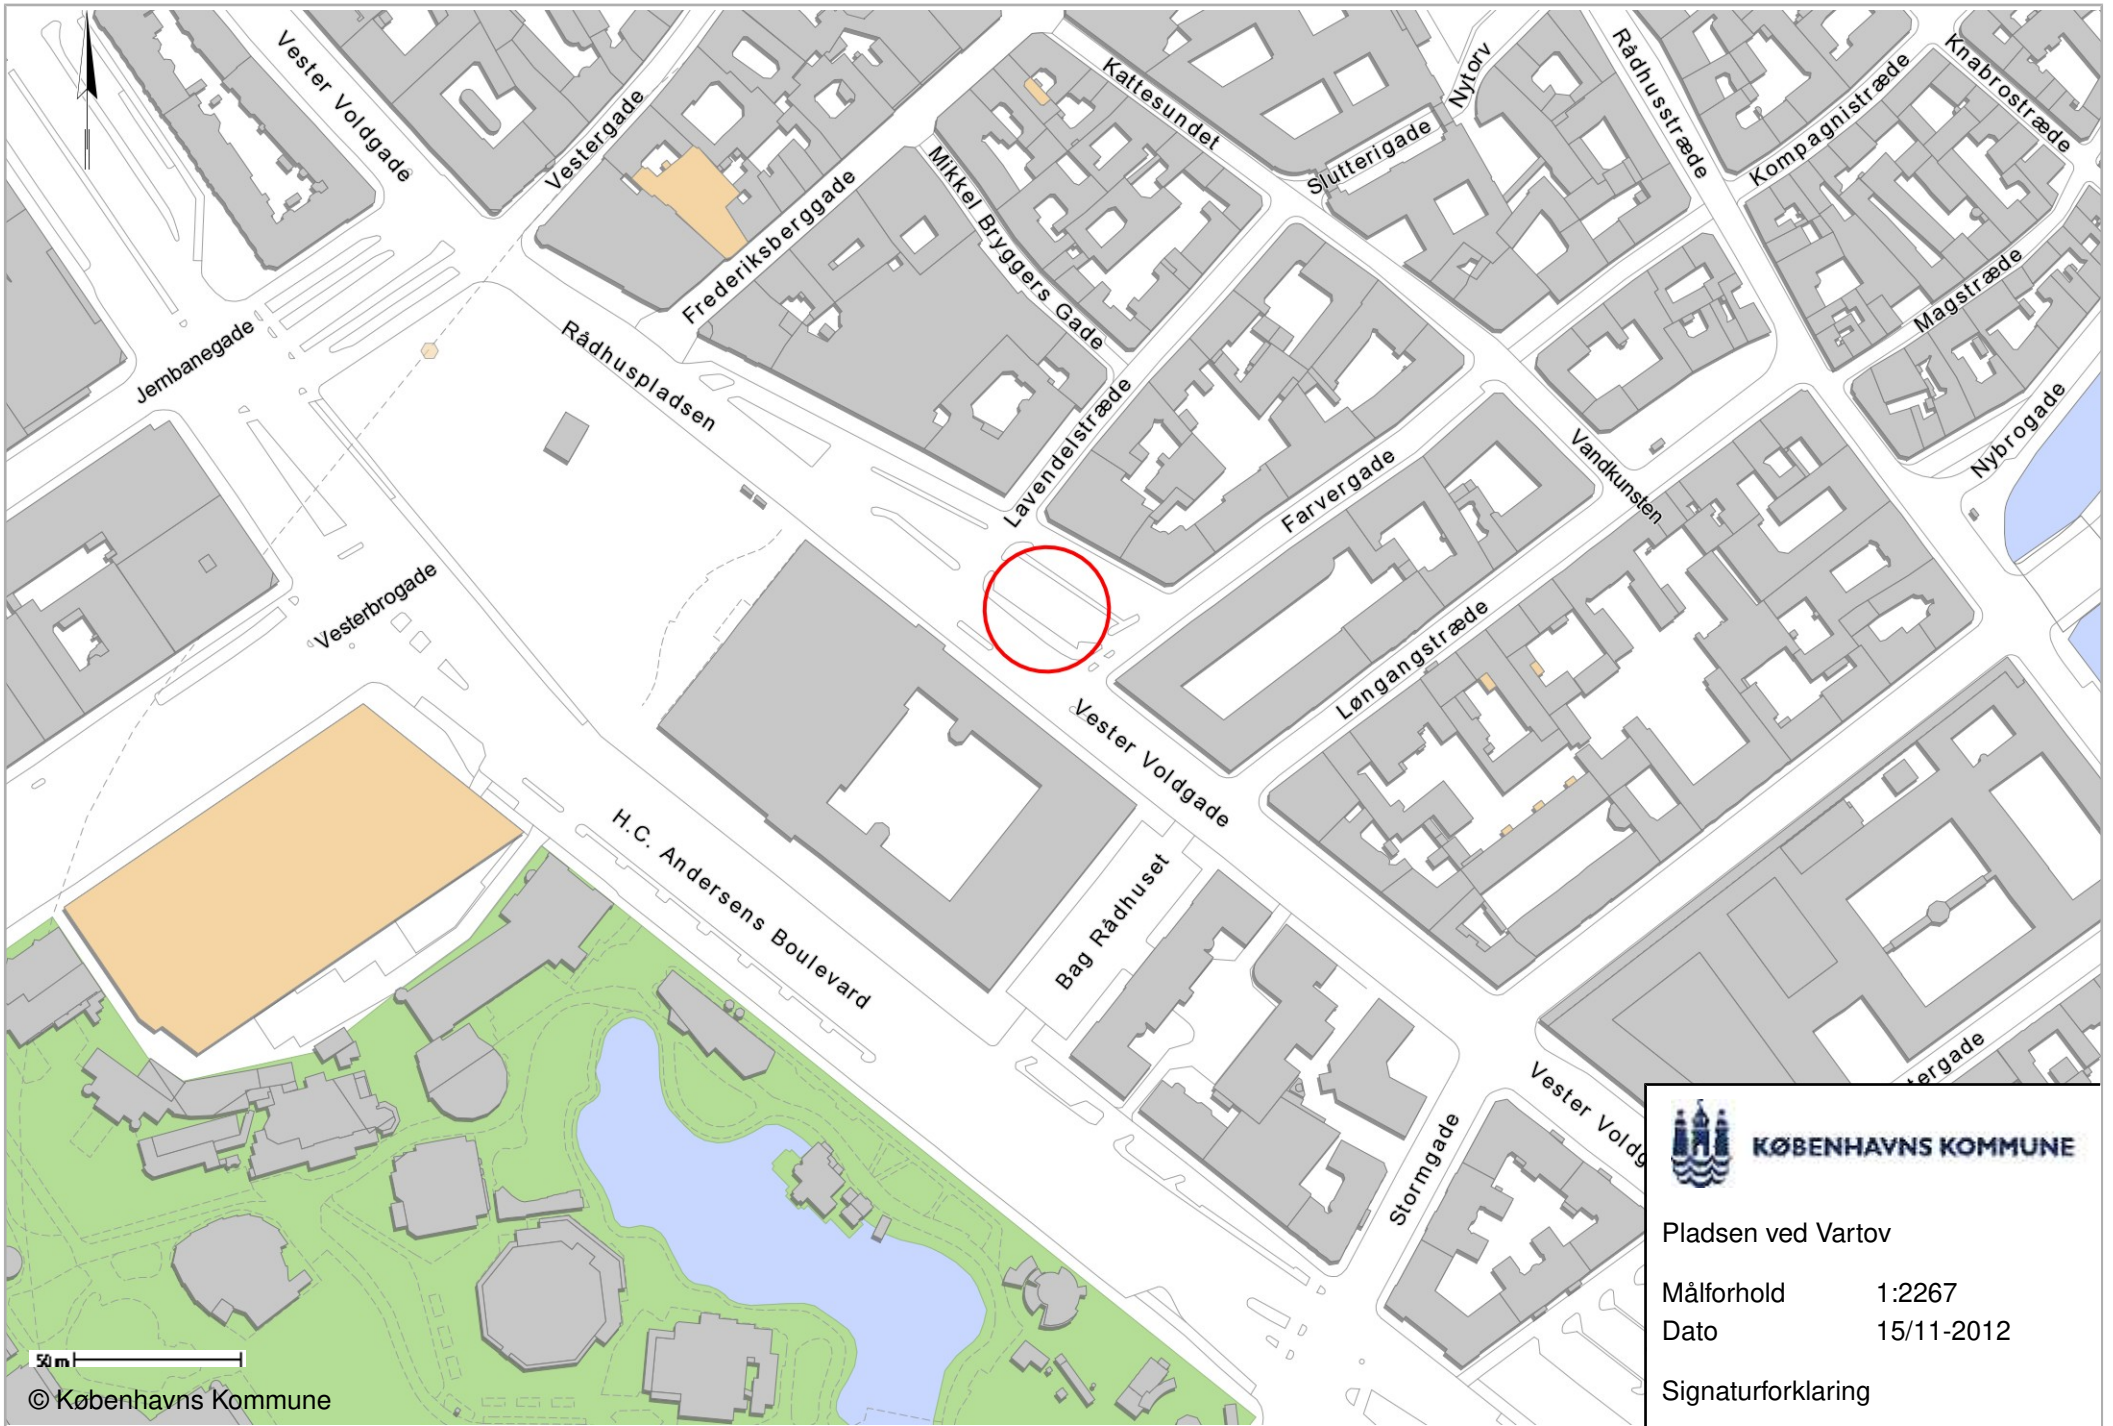 Vester Voldgade
Vestergade
Frederiksberggade
Kattesundet
Mikkel Bryggers Gade
Slutterigade
Nytorv
Rådhusstræde
Kompagnistræde
Knabrostræde
Magstræde
Nybrogade
Jernbanegade
Rådhuspladsen
Lavendelstræde
Farvergade
Vandkunsten
Vesterbrogade
Løngangstræde
Vester Voldgade
H.C. Andersens Boulevard
Bag Rådhuset
Stormgade
Vester Voldg
tergade
KØBENHAVNS KOMMUNE
Pladsen ved Vartov
Målforhold 1:2267
Dato 15/11-2012
Signaturforklaring
50 m
© Københavns Kommune